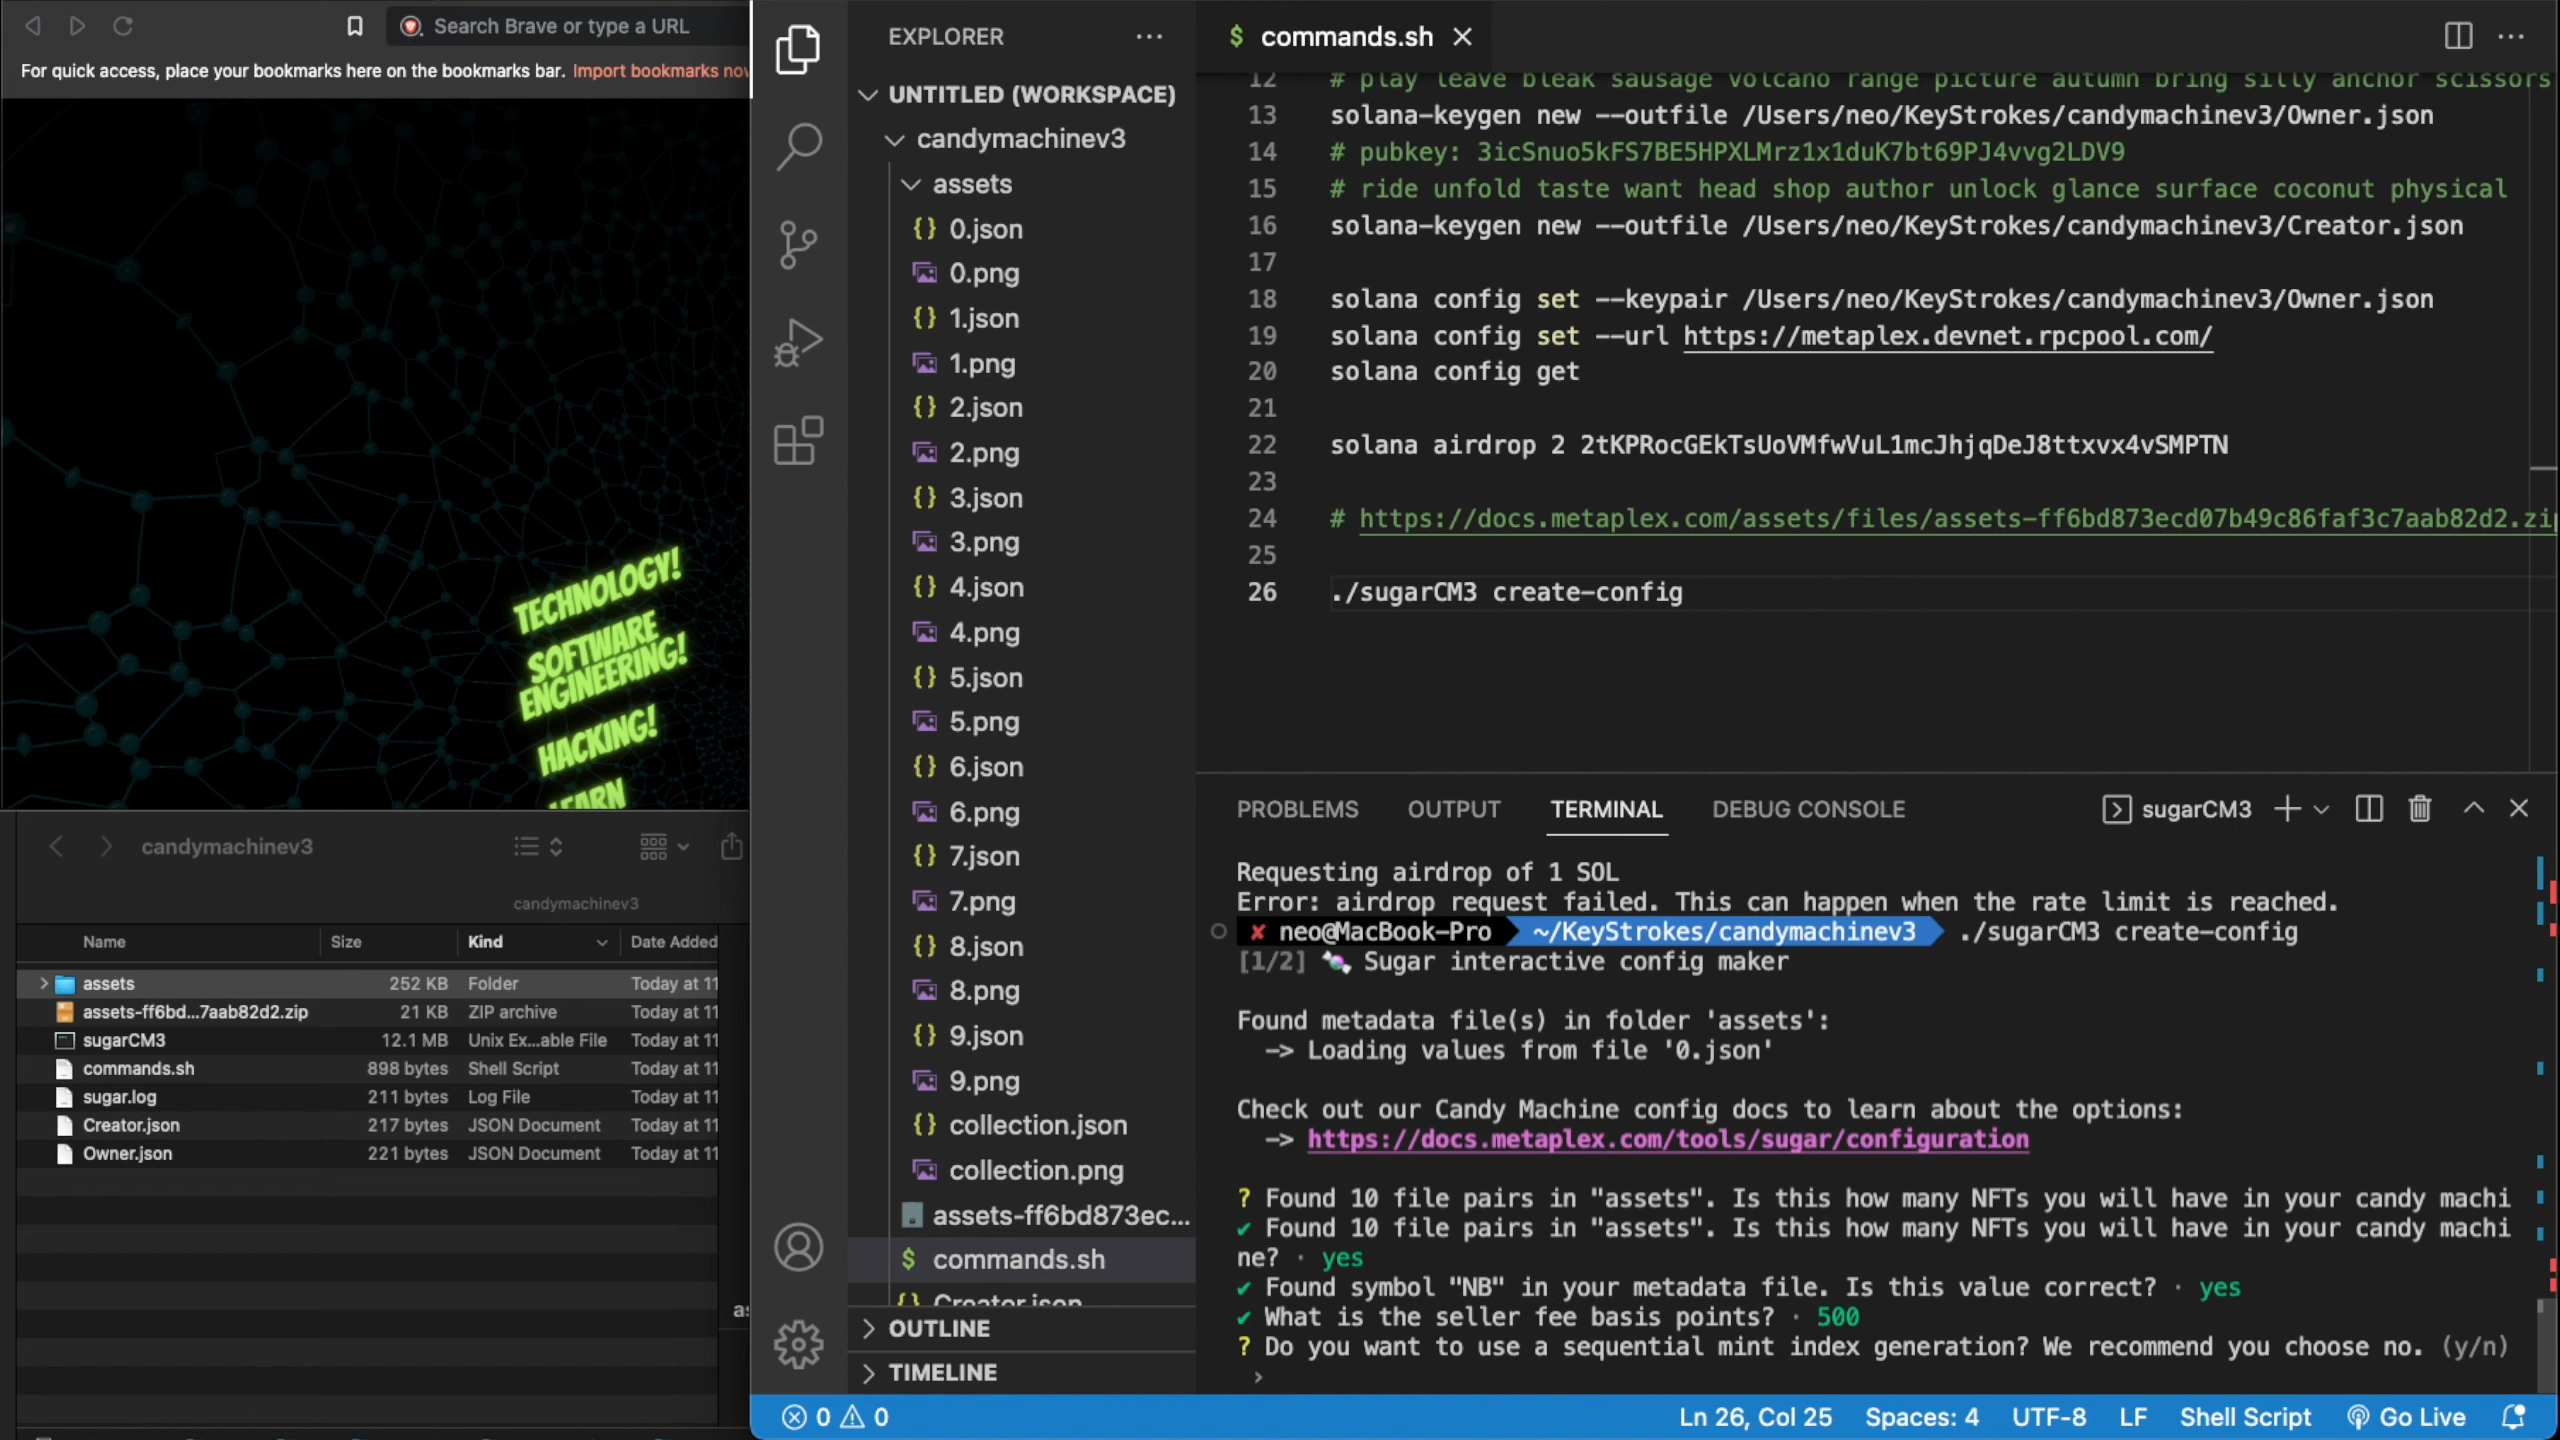 Search Brave or type a URL
For quick access, place your bookmarks here on the bookmarks bar. Import bookmarks now
TECHNOLOGY!
SOFTWARE
ENGINEERING!
HACKING!
LEARN
candymachinev3
candymachinev3
Name Size Kind Date Added
assets 252 KB Folder Today at 11
assets-ff6bd...7aab82d2.zip 21 KB ZIP archive Today at 11
sugarCM3 12.1 MB Unix Ex...able File Today at 11
commands.sh 898 bytes Shell Script Today at 11
sugar.log 211 bytes Log File Today at 11
Creator.json 217 bytes JSON Document Today at 11
Owner.json 221 bytes JSON Document Today at 11
as
EXPLORER
UNTITLED (WORKSPACE)
candymachinev3
assets
0.json
0.png
1.json
1.png
2.json
2.png
3.json
3.png
4.json
4.png
5.json
5.png
6.json
6.png
7.json
7.png
8.json
8.png
9.json
9.png
collection.json
collection.png
assets-ff6bd873ec...
commands.sh
Creator.json
OUTLINE
TIMELINE
$ commands.sh
12 # play leave bleak sausage volcano range picture autumn bring silly anchor scissors
13 solana-keygen new --outfile /Users/neo/KeyStrokes/candymachinev3/Owner.json
14 # pubkey: 3icSnuo5kFS7BE5HPXLMrz1x1duK7bt69PJ4vvg2LDV9
15 # ride unfold taste want head shop author unlock glance surface coconut physical
16 solana-keygen new --outfile /Users/neo/KeyStrokes/candymachinev3/Creator.json
17
18 solana config set --keypair /Users/neo/KeyStrokes/candymachinev3/Owner.json
19 solana config set --url https://metaplex.devnet.rpcpool.com/
20 solana config get
21
22 solana airdrop 2 2tKPRocGEkTsUoVMfwVuL1mcJhjqDeJ8ttxvx4vSMPTN
23
24 # https://docs.metaplex.com/assets/files/assets-ff6bd873ecd07b49c86faf3c7aab82d2.zip
25
26 ./sugarCM3 create-config
PROBLEMS OUTPUT TERMINAL DEBUG CONSOLE sugarCM3
Requesting airdrop of 1 SOL
Error: airdrop request failed. This can happen when the rate limit is reached.
✘ neo@MacBook-Pro ~/KeyStrokes/candymachinev3 ./sugarCM3 create-config
[1/2] 🍬 Sugar interactive config maker
Found metadata file(s) in folder 'assets':
-> Loading values from file '0.json'
Check out our Candy Machine config docs to learn about the options:
-> https://docs.metaplex.com/tools/sugar/configuration
? Found 10 file pairs in "assets". Is this how many NFTs you will have in your candy machi
✔ Found 10 file pairs in "assets". Is this how many NFTs you will have in your candy machi
ne? · yes
✔ Found symbol "NB" in your metadata file. Is this value correct? · yes
✔ What is the seller fee basis points? · 500
? Do you want to use a sequential mint index generation? We recommend you choose no. (y/n)
›
0 0 Ln 26, Col 25 Spaces: 4 UTF-8 LF Shell Script Go Live